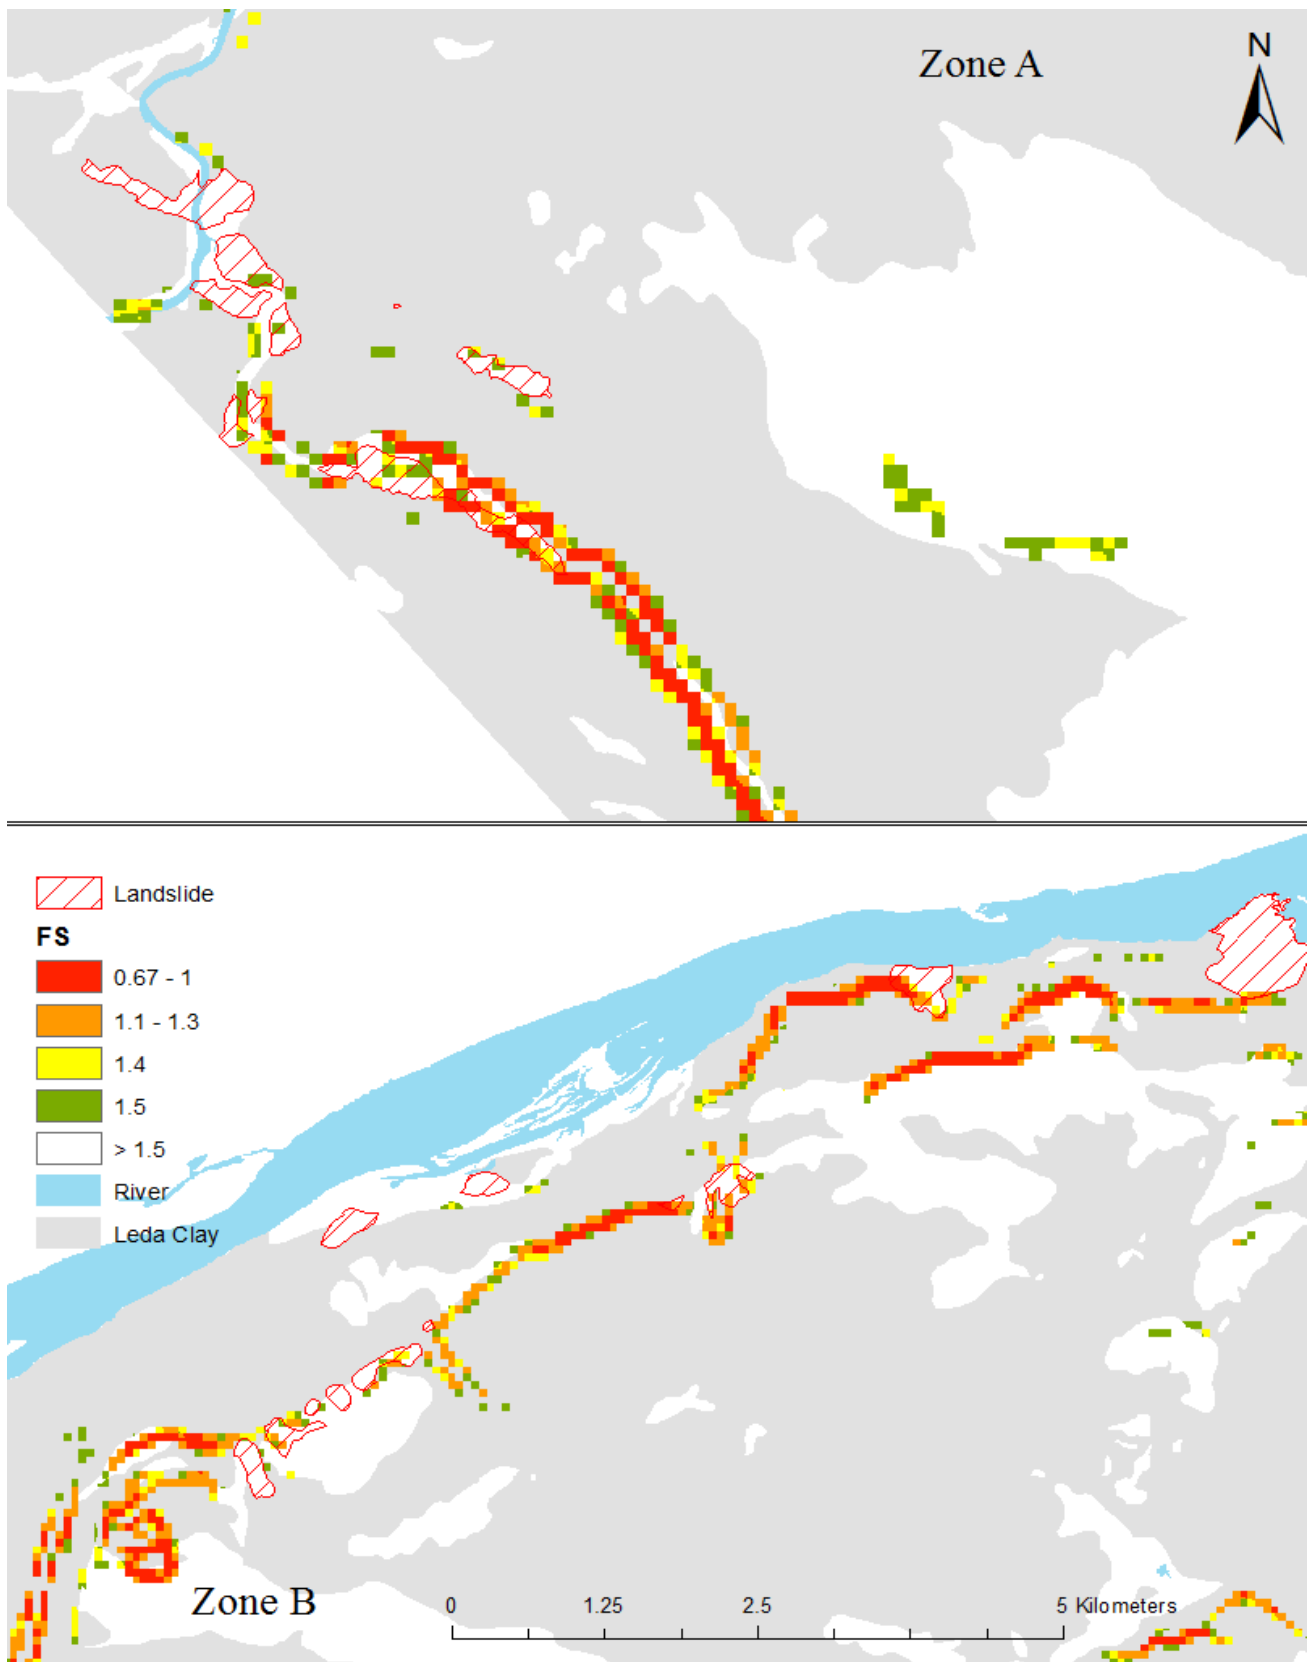 Zone A
N
Landslide
FS
0.67 - 1
1.1 - 1.3
1.4
1.5
> 1.5
River
Leda Clay
Zone B
0 1.25 2.5 5 Kilometers